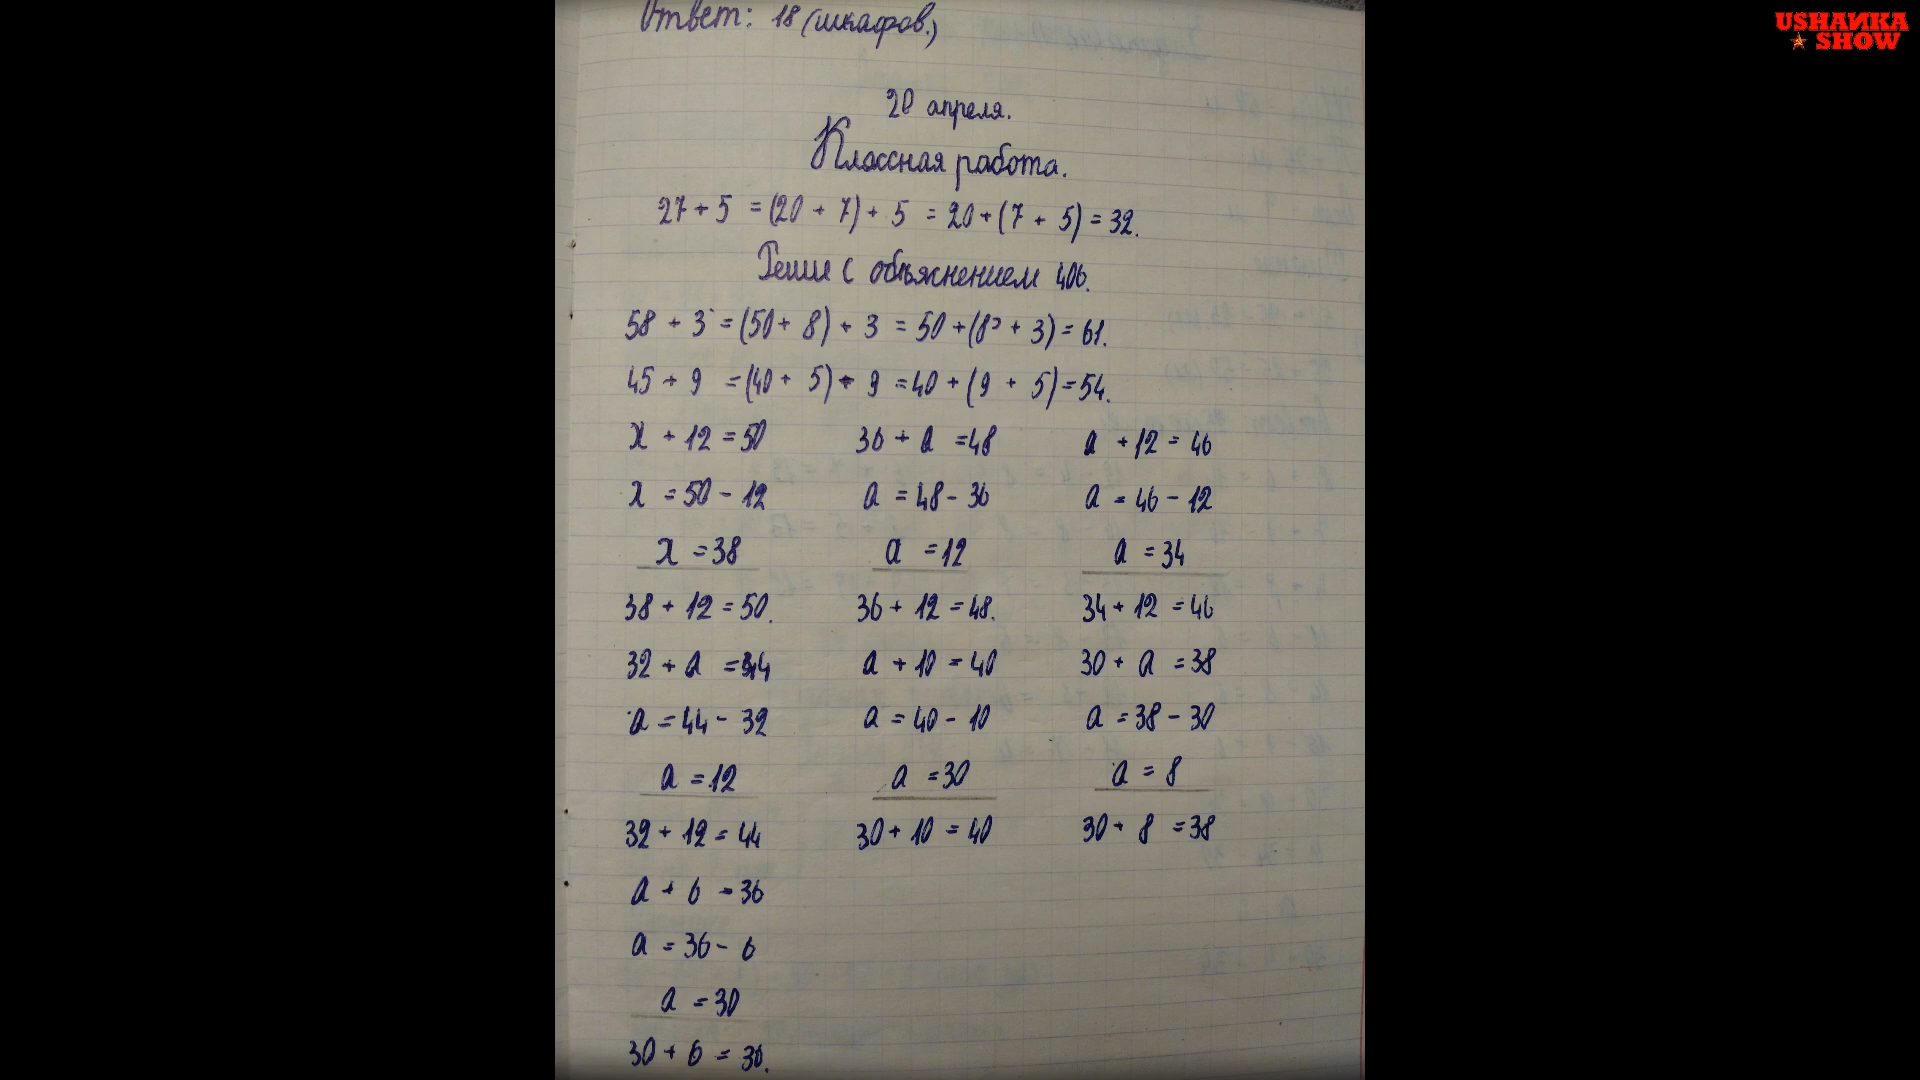 USHAИKA
SHOW
Ответ: 18 (шкафов.)
20 апреля.
Классная работа.
27 + 5 = (20 + 7) + 5 = 20 + (7 + 5) = 32.
Реши с объяснением 406.
58 + 3 = (50 + 8) + 3 = 50 + (8 + 3) = 61.
45 + 9 = (40 + 5) + 9 = 40 + (9 + 5) = 54.
x + 12 = 50 36 + a = 48 a + 12 = 46
x = 50 - 12 a = 48 - 36 a = 46 - 12
x = 38 a = 12 a = 34
38 + 12 = 50. 36 + 12 = 48. 34 + 12 = 46
32 + a = 44 a + 10 = 40 30 + a = 38
a = 44 - 32 a = 40 - 10 a = 38 - 30
a = 12 a = 30 a = 8
32 + 12 = 44 30 + 10 = 40 30 + 8 = 38
a + 6 = 36
a = 36 - 6
a = 30
30 + 6 = 36.